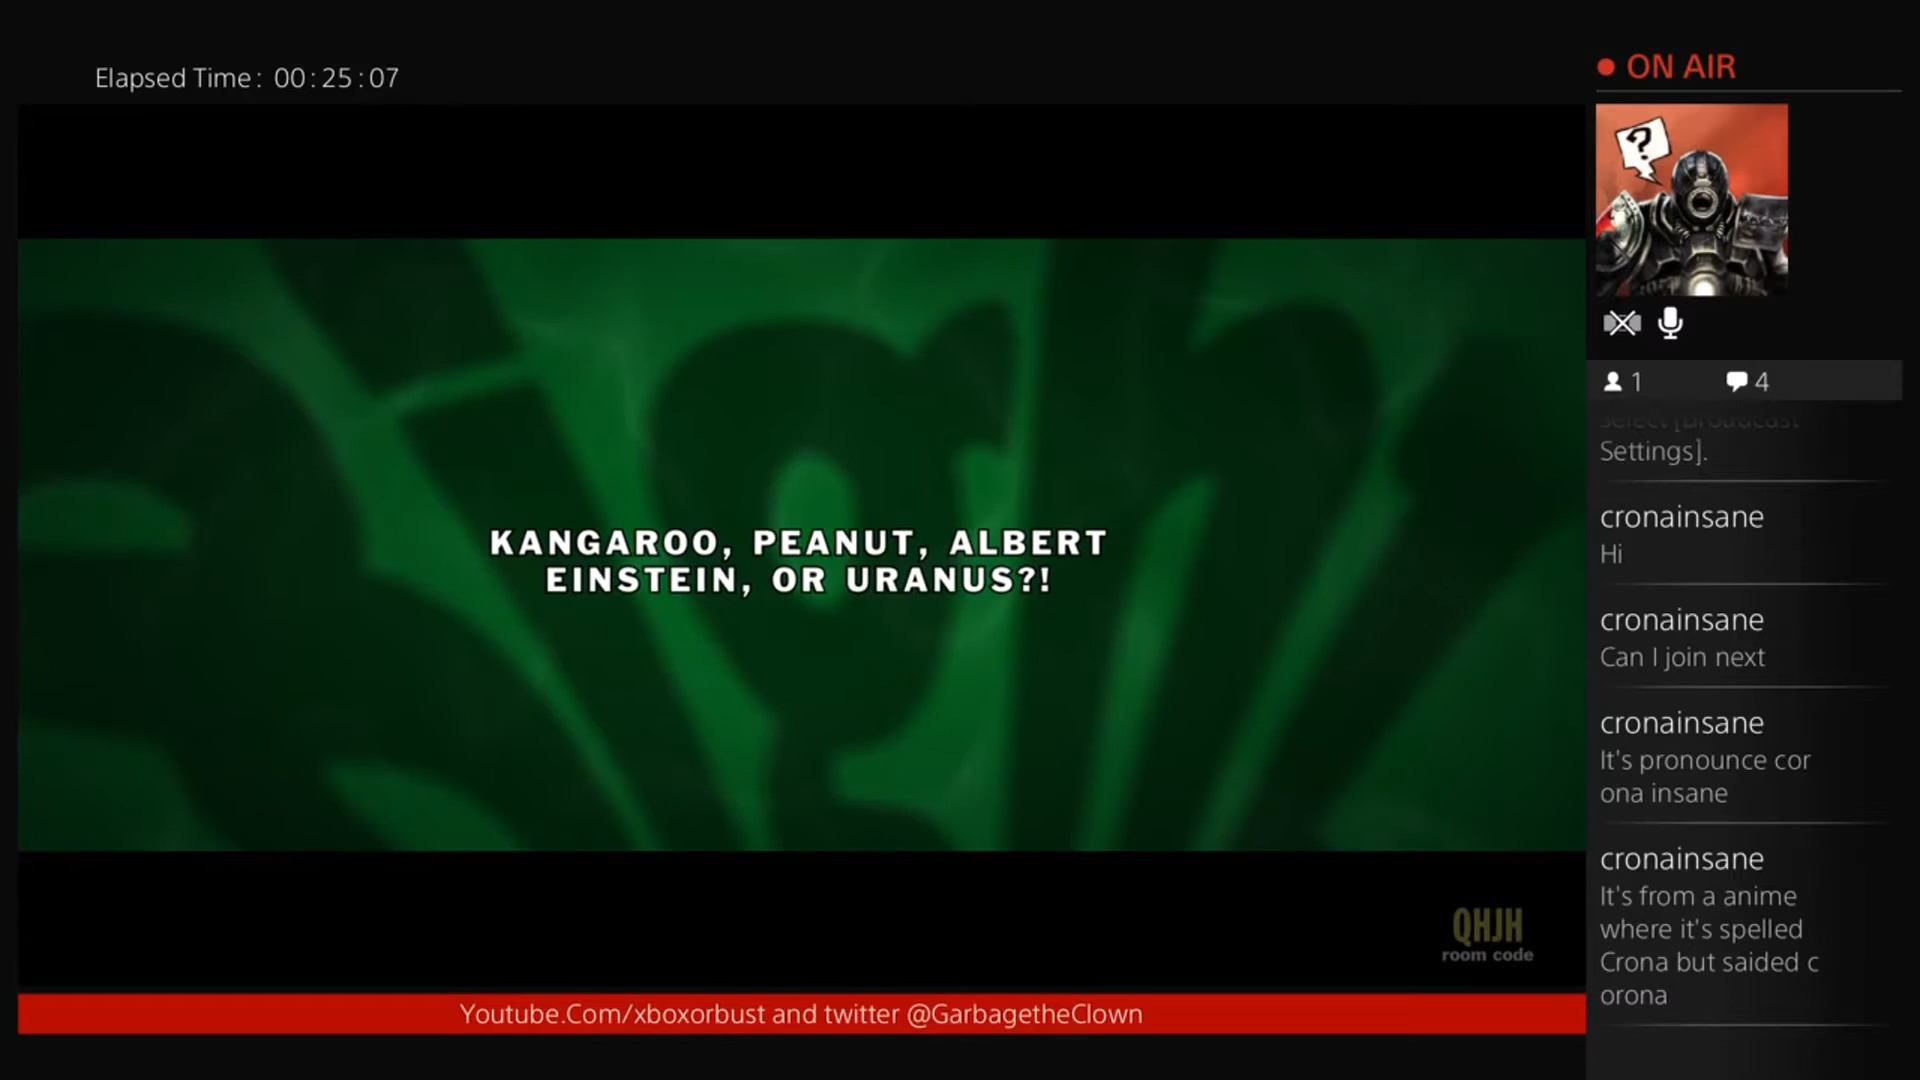 Elapsed Time: 00:25:07
ON AIR
?
1
4
select [Broadcast
Settings].
cronainsane
Hi
cronainsane
Can I join next
cronainsane
It's pronounce cor
ona insane
cronainsane
It's from a anime
where it's spelled
Crona but saided c
orona
KANGAROO, PEANUT, ALBERT
EINSTEIN, OR URANUS?!
QHJH
room code
Youtube.Com/xboxorbust and twitter @GarbagetheClown